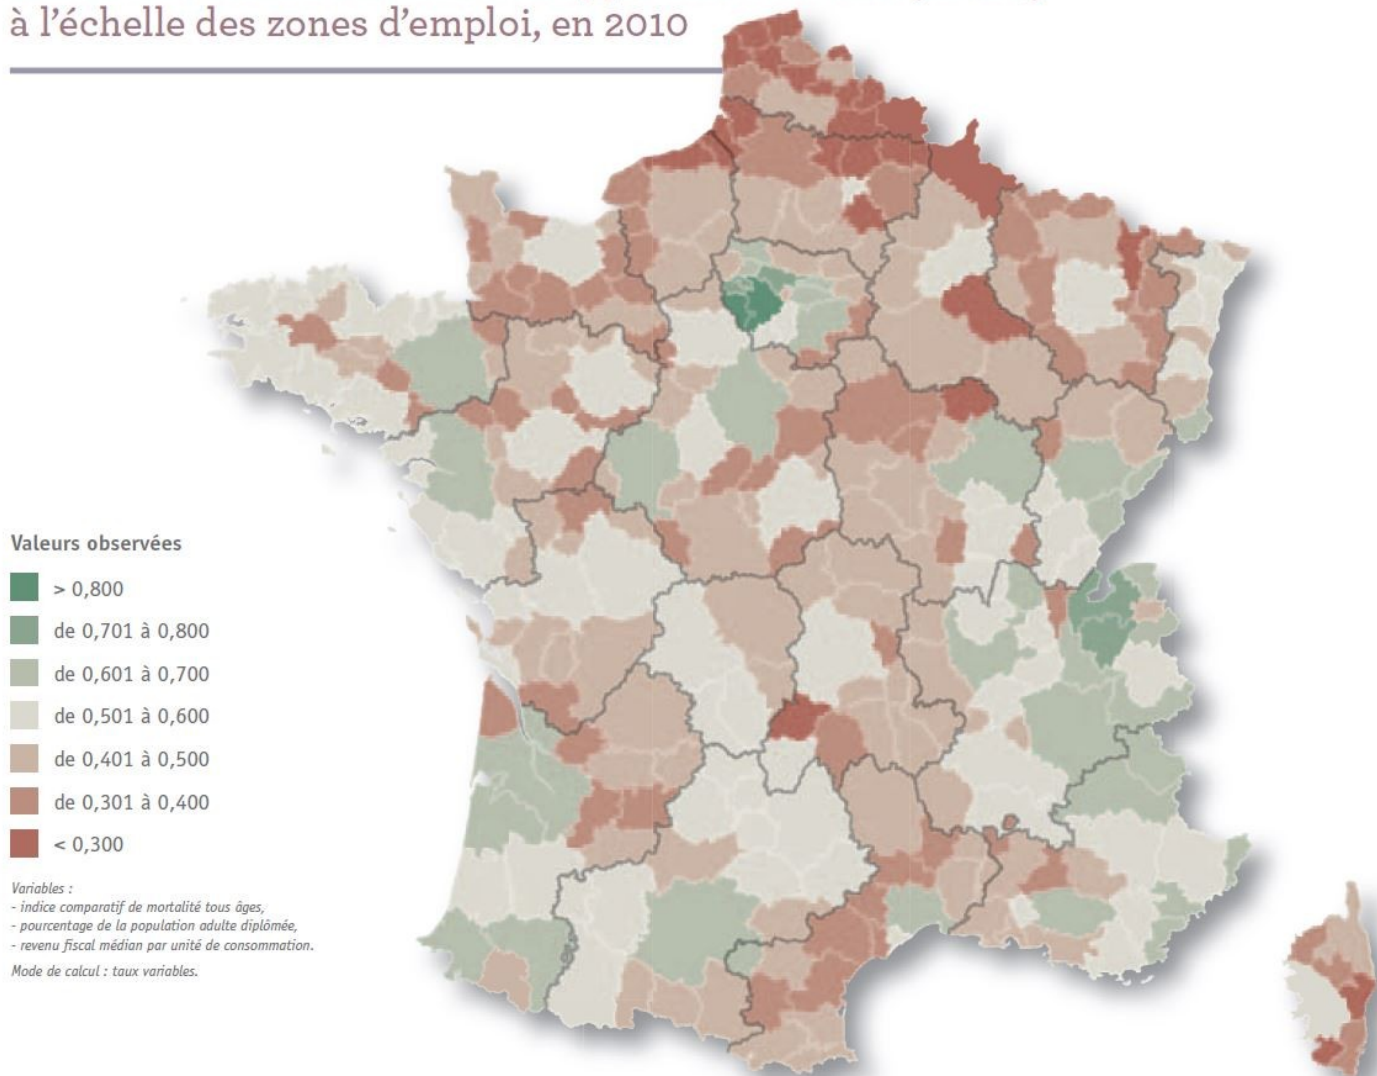 à l’échelle des zones d’emploi, en 2010
Valeurs observées
> 0,800
de 0,701 à 0,800
de 0,601 à 0,700
de 0,501 à 0,600
de 0,401 à 0,500
de 0,301 à 0,400
< 0,300
Variables :
- indice comparatif de mortalité tous âges,
- pourcentage de la population adulte diplômée,
- revenu fiscal médian par unité de consommation.
Mode de calcul : taux variables.